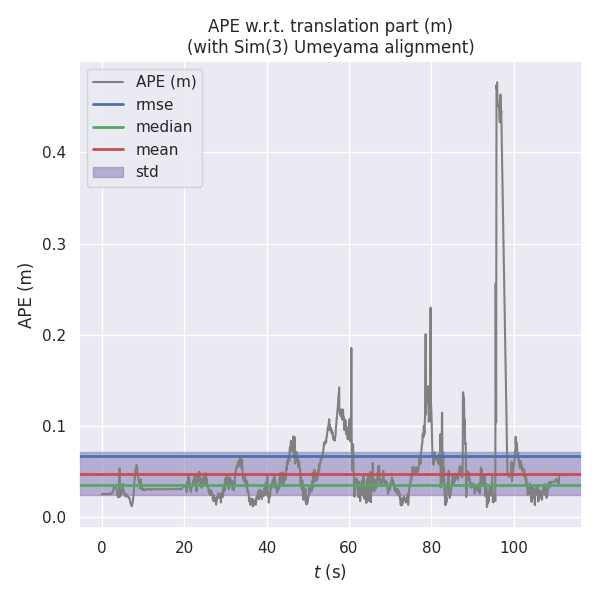 APE w.r.t. translation part (m)
(with Sim(3) Umeyama alignment)
APE (m)
rmse
median
mean
std
APE (m)
0.4
0.3
0.2
0.1
0.0
0 20 40 60 80 100
t (s)